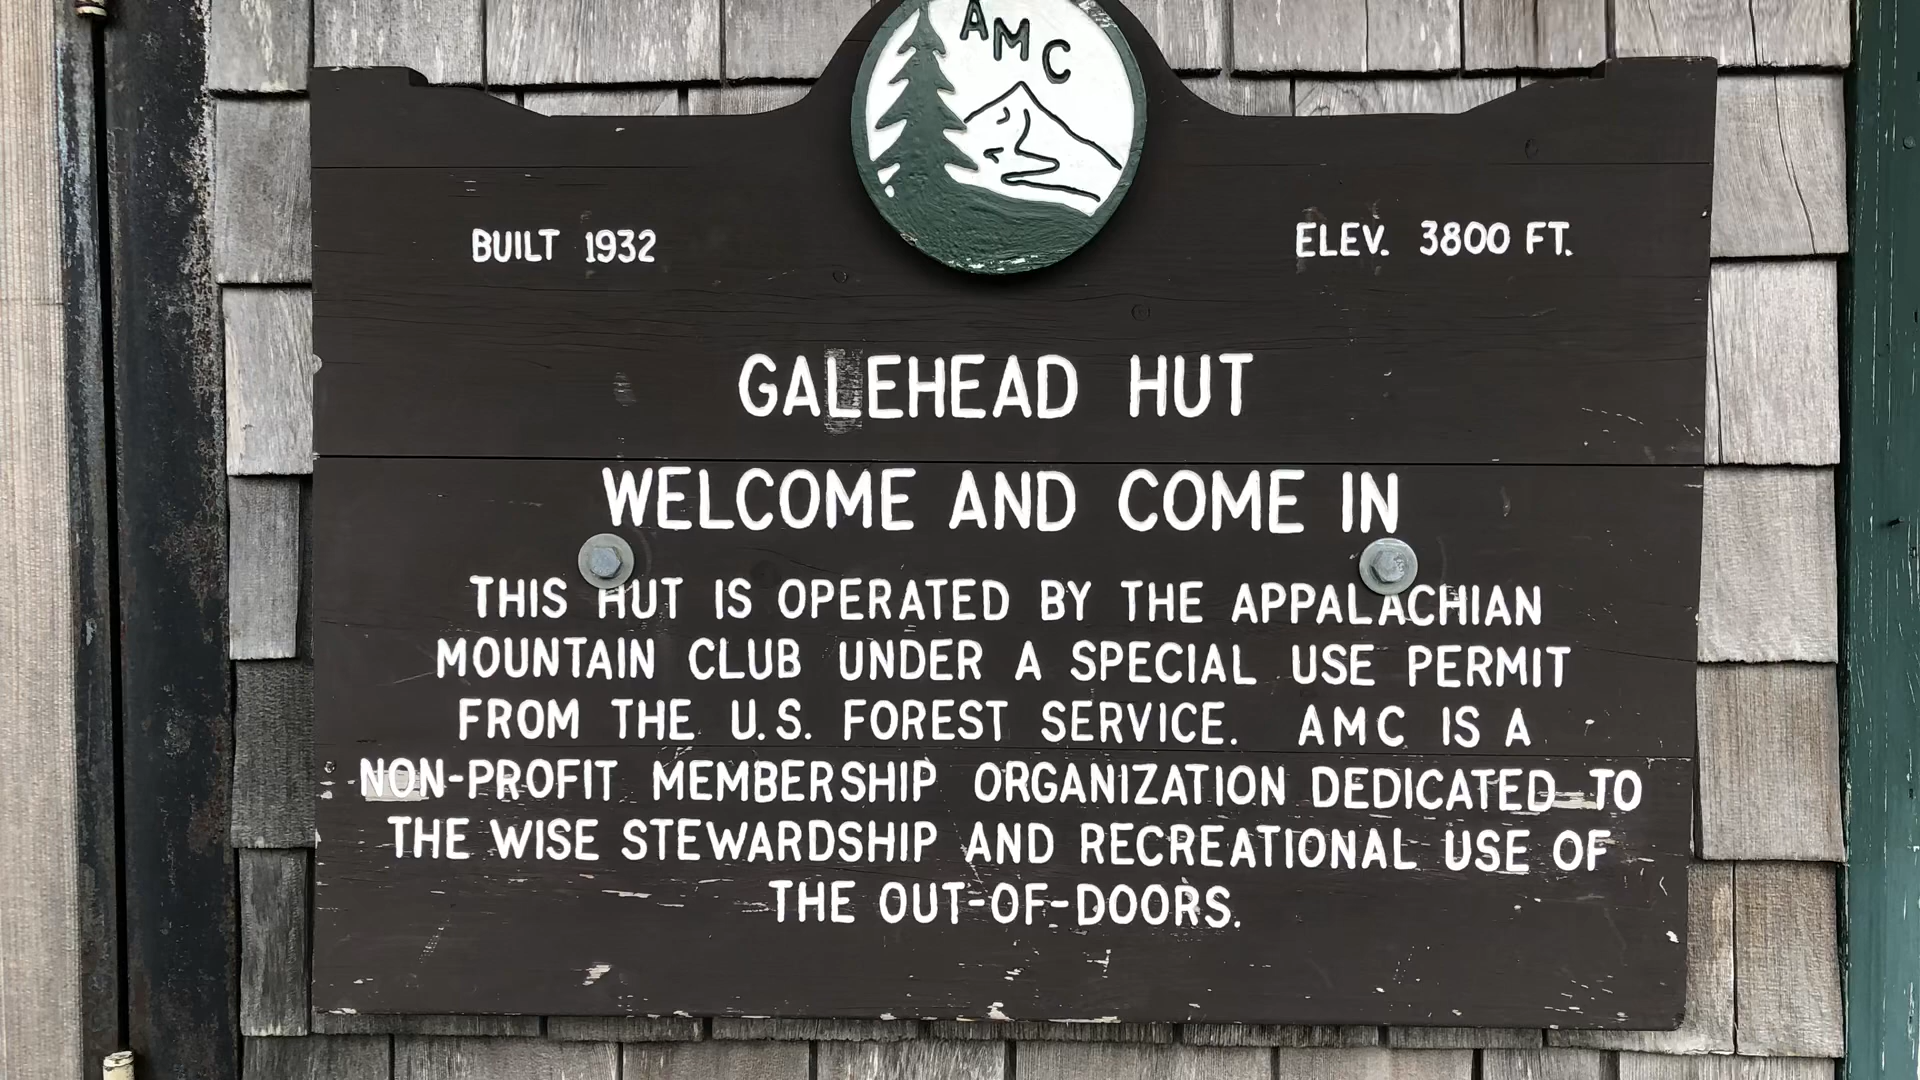 AMC
BUILT 1932
ELEV. 3800 FT.
GALEHEAD HUT
WELCOME AND COME IN
THIS HUT IS OPERATED BY THE APPALACHIAN
MOUNTAIN CLUB UNDER A SPECIAL USE PERMIT
FROM THE U.S. FOREST SERVICE. AMC IS A
NON-PROFIT MEMBERSHIP ORGANIZATION DEDICATED TO
THE WISE STEWARDSHIP AND RECREATIONAL USE OF
THE OUT-OF-DOORS.